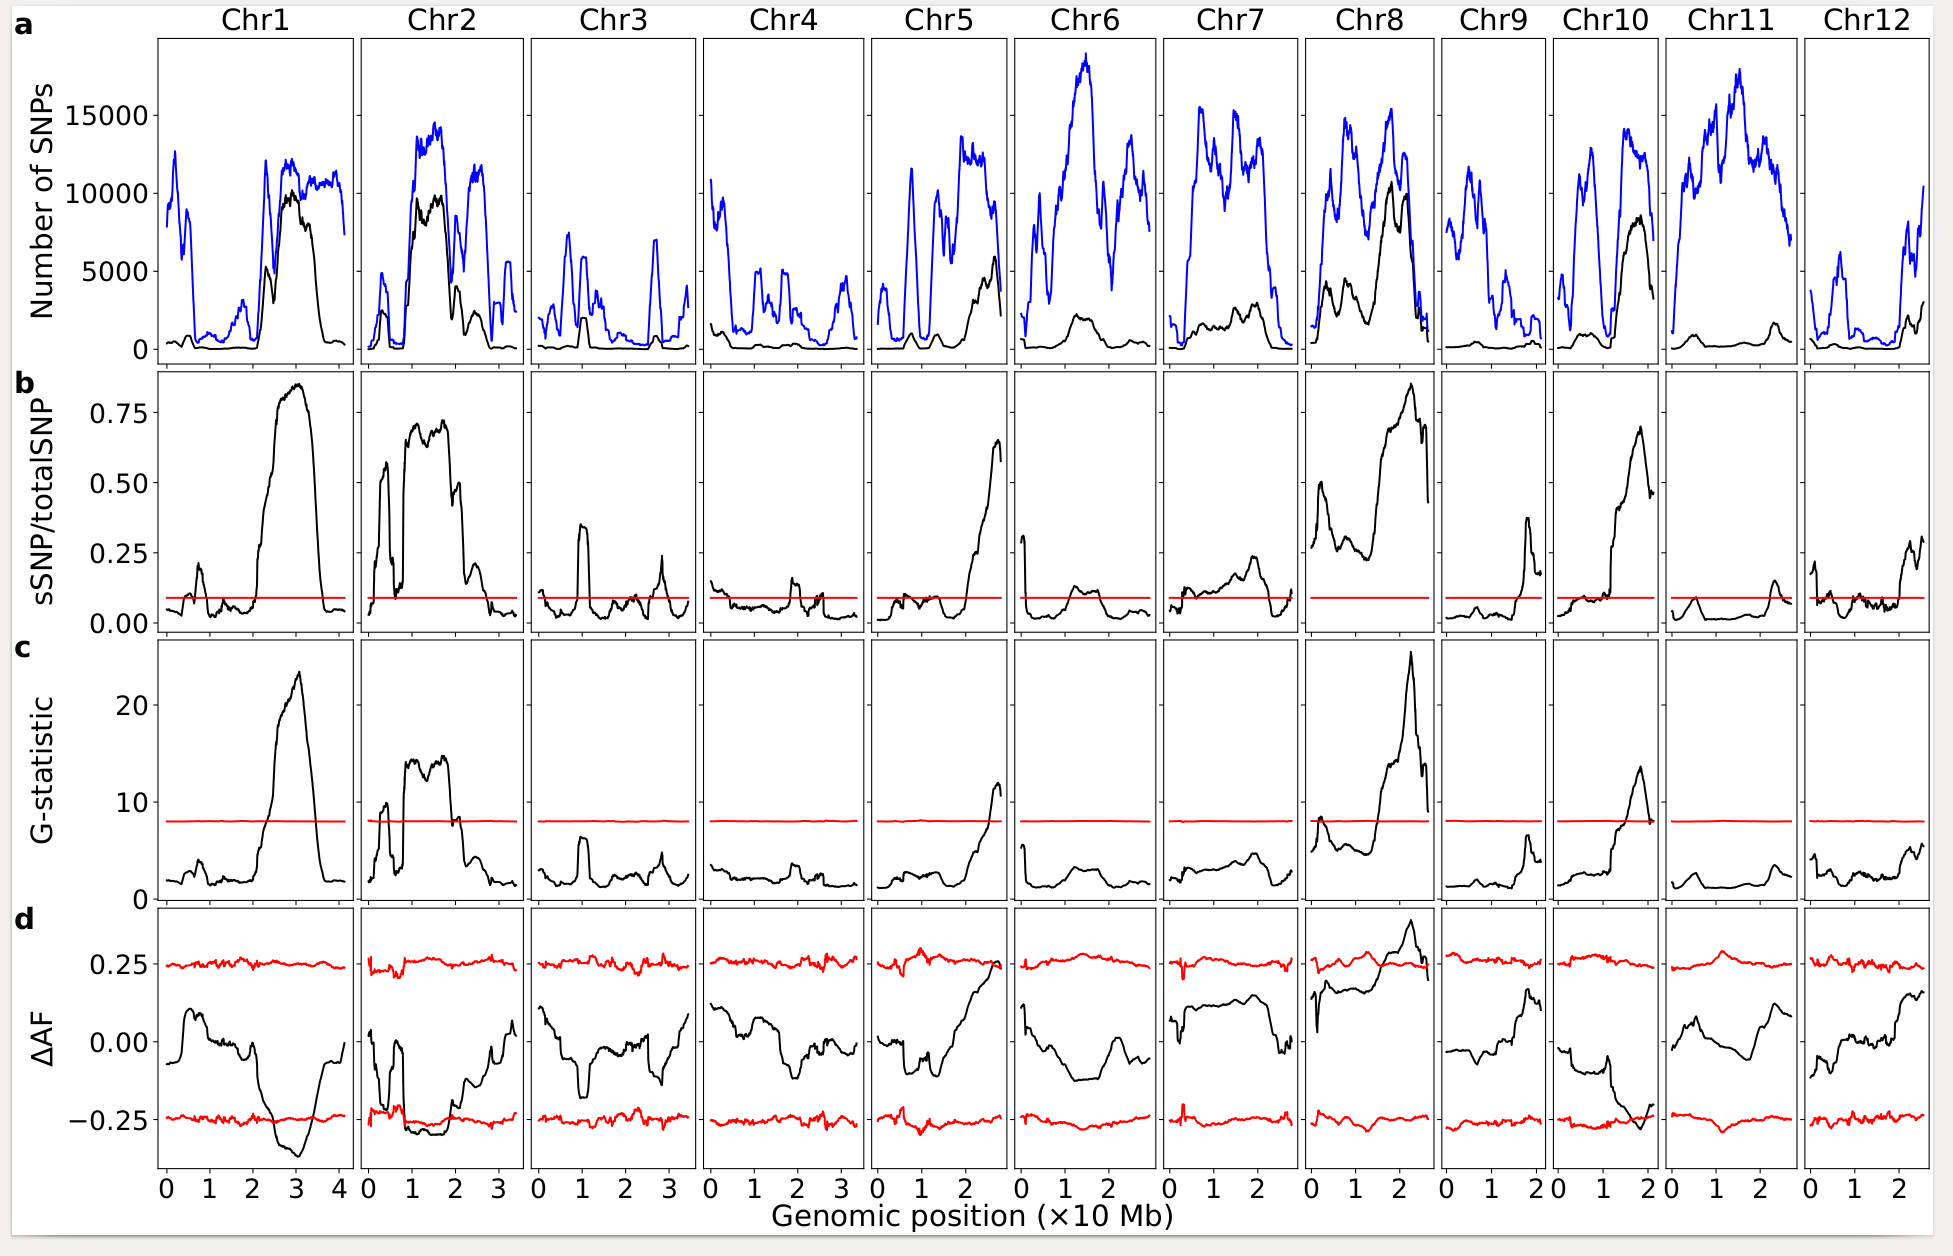 a
Chr1 Chr2 Chr3 Chr4 Chr5 Chr6 Chr7 Chr8 Chr9 Chr10 Chr11 Chr12
Number of SNPs
15000
10000
5000
0
b
sSNP/totalSNP
0.75
0.50
0.25
0.00
c
G-statistic
20
10
0
d
ΔAF
0.25
0.00
−0.25
0 1 2 3 4 0 1 2 3 0 1 2 3 0 1 2 3 0 1 2 0 1 2 0 1 2 0 1 2 0 1 2 0 1 2 0 1 2 0 1 2
Genomic position (×10 Mb)